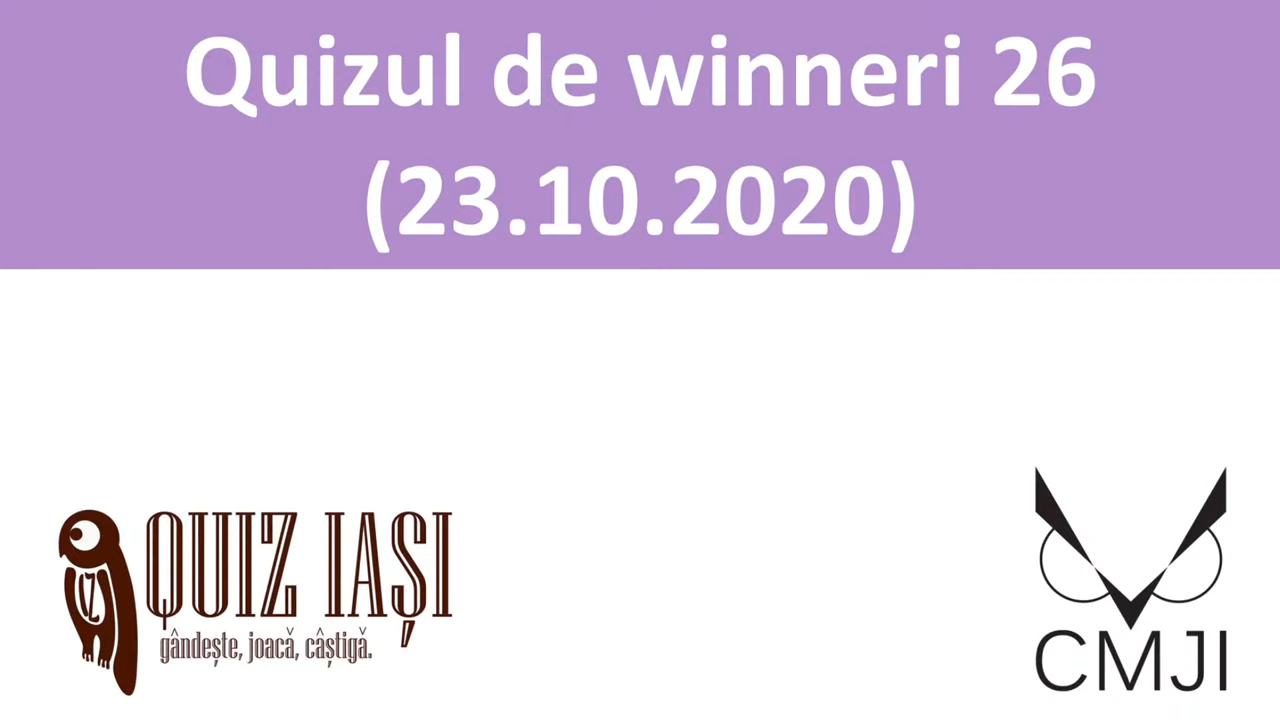 Quizul de winneri 26
(23.10.2020)
QUIZ IAȘI
gândește, joacă, câștigă.
CMJI